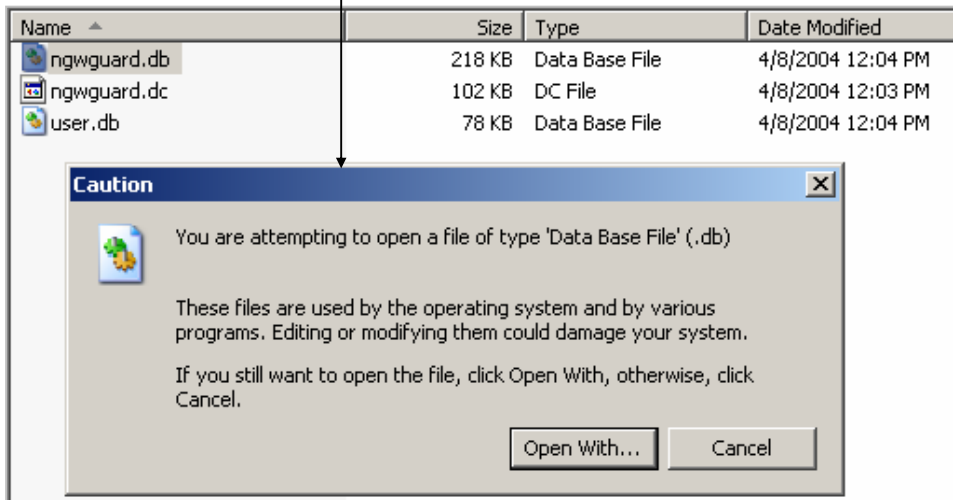 Name Size Type Date Modified
ngwguard.db 218 KB Data Base File 4/8/2004 12:04 PM
ngwguard.dc 102 KB DC File 4/8/2004 12:03 PM
user.db 78 KB Data Base File 4/8/2004 12:04 PM
Caution
You are attempting to open a file of type 'Data Base File' (.db)
These files are used by the operating system and by various
programs. Editing or modifying them could damage your system.
If you still want to open the file, click Open With, otherwise, click
Cancel.
Open With... Cancel